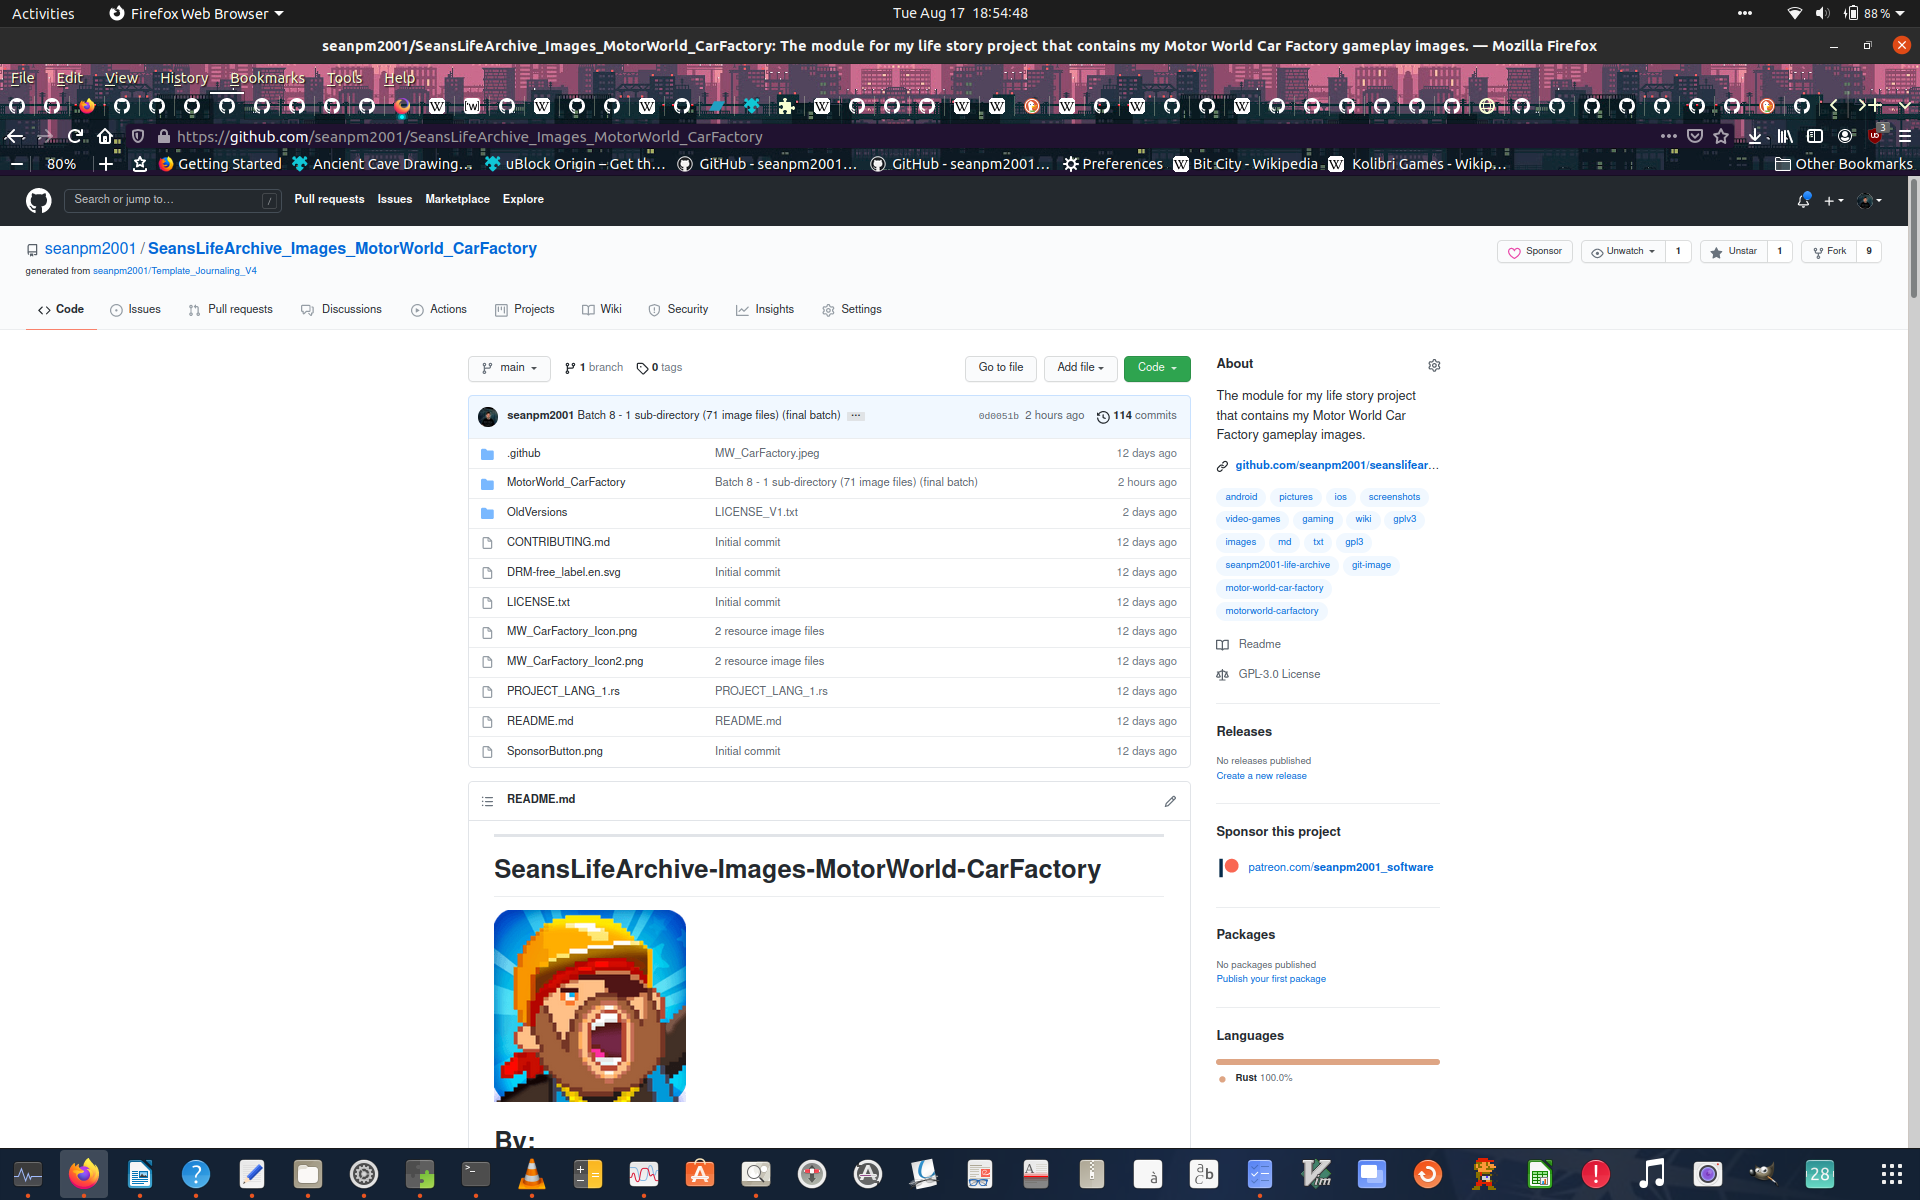 Activities Firefox Web Browser Tue Aug 17 18:54:48 88 %
seanpm2001/SeansLifeArchive_Images_MotorWorld_CarFactory: The module for my life story project that contains my Motor World Car Factory gameplay images. — Mozilla Firefox
File Edit View History Bookmarks Tools Help
https://github.com/seanpm2001/SeansLifeArchive_Images_MotorWorld_CarFactory 3
80% Getting Started Ancient Cave Drawing… uBlock Origin – Get th… GitHub - seanpm2001… GitHub - seanpm2001… Preferences Bit City - Wikipedia Kolibri Games - Wikip… Other Bookmarks
Search or jump to… / Pull requests Issues Marketplace Explore
seanpm2001 / SeansLifeArchive_Images_MotorWorld_CarFactory Sponsor Unwatch 1 Unstar 1 Fork 9
generated from seanpm2001/Template_Journaling_V4
Code Issues Pull requests Discussions Actions Projects Wiki Security Insights Settings
main 1 branch 0 tags Go to file Add file Code
seanpm2001 Batch 8 - 1 sub-directory (71 image files) (final batch) … 0d0051b 2 hours ago 114 commits
.github MW_CarFactory.jpeg 12 days ago
MotorWorld_CarFactory Batch 8 - 1 sub-directory (71 image files) (final batch) 2 hours ago
OldVersions LICENSE_V1.txt 2 days ago
CONTRIBUTING.md Initial commit 12 days ago
DRM-free_label.en.svg Initial commit 12 days ago
LICENSE.txt Initial commit 12 days ago
MW_CarFactory_Icon.png 2 resource image files 12 days ago
MW_CarFactory_Icon2.png 2 resource image files 12 days ago
PROJECT_LANG_1.rs PROJECT_LANG_1.rs 12 days ago
README.md README.md 12 days ago
SponsorButton.png Initial commit 12 days ago
README.md
SeansLifeArchive-Images-MotorWorld-CarFactory
By:
About
The module for my life story project
that contains my Motor World Car
Factory gameplay images.
github.com/seanpm2001/seanslifear…
android pictures ios screenshots
video-games gaming wiki gplv3
images md txt gpl3
seanpm2001-life-archive git-image
motor-world-car-factory
motorworld-carfactory
Readme
GPL-3.0 License
Releases
No releases published
Create a new release
Sponsor this project
patreon.com/seanpm2001_software
Packages
No packages published
Publish your first package
Languages
Rust 100.0%
28